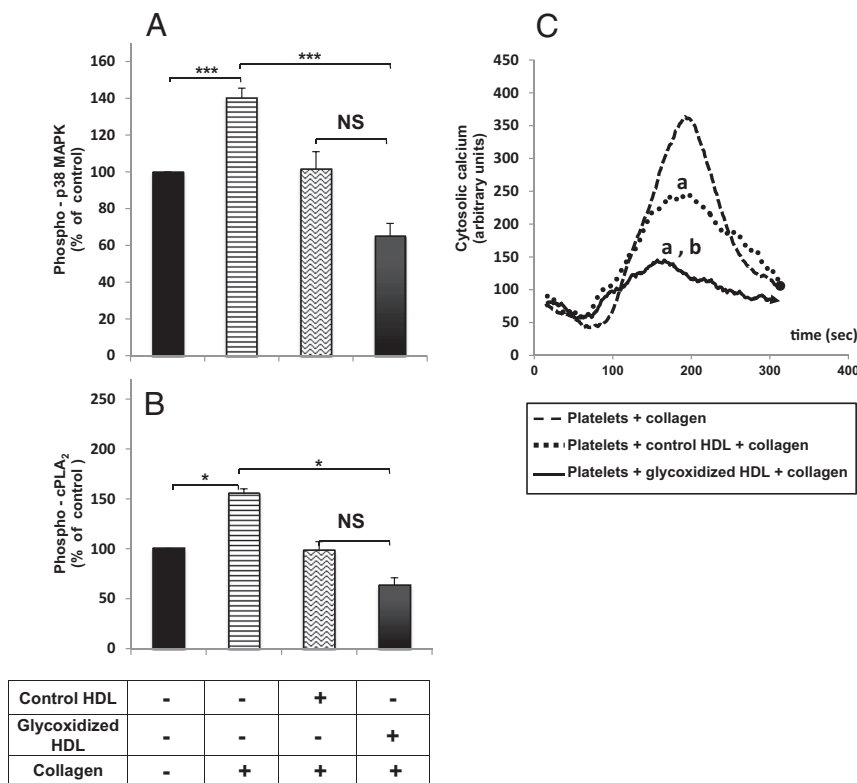 A
Phospho - p38 MAPK
(% of control)
160
140
120
100
80
60
40
20
0
***
***
NS
B
Phospho - cPLA2
(% of control )
250
200
150
100
50
0
*
*
NS
Control HDL - - + -
Glycoxidized
HDL - - - +
Collagen - + + +
C
Cytosolic calcium
(arbitrary units)
450
400
350
300
250
200
150
100
50
0
a
a , b
time (sec)
0 100 200 300 400
Platelets + collagen
Platelets + control HDL + collagen
Platelets + glycoxidized HDL + collagen